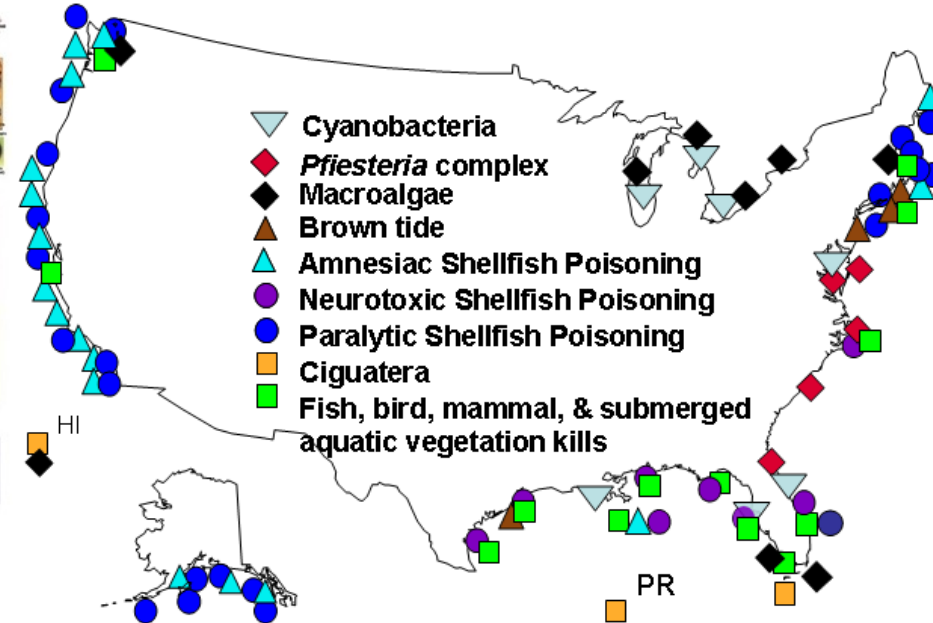 Cyanobacteria
Pfiesteria complex
Macroalgae
Brown tide
Amnesiac Shellfish Poisoning
Neurotoxic Shellfish Poisoning
Paralytic Shellfish Poisoning
Ciguatera
Fish, bird, mammal, & submerged
aquatic vegetation kills
HI
PR